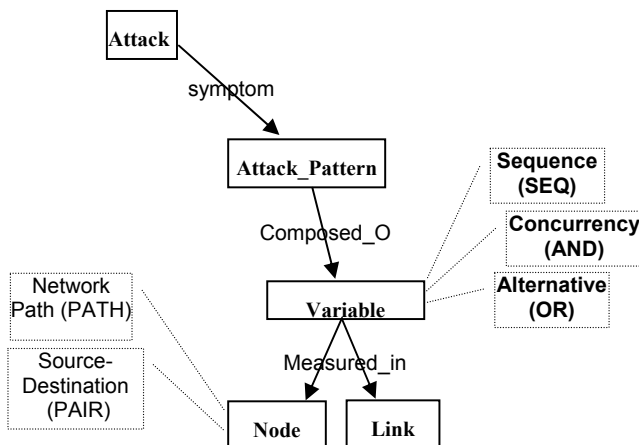 Attack
symptom
Attack_Pattern
Sequence
(SEQ)
Composed_O
Concurrency
(AND)
Network
Path (PATH)
Variable
Alternative
(OR)
Source-
Destination
(PAIR)
Measured_in
Node
Link